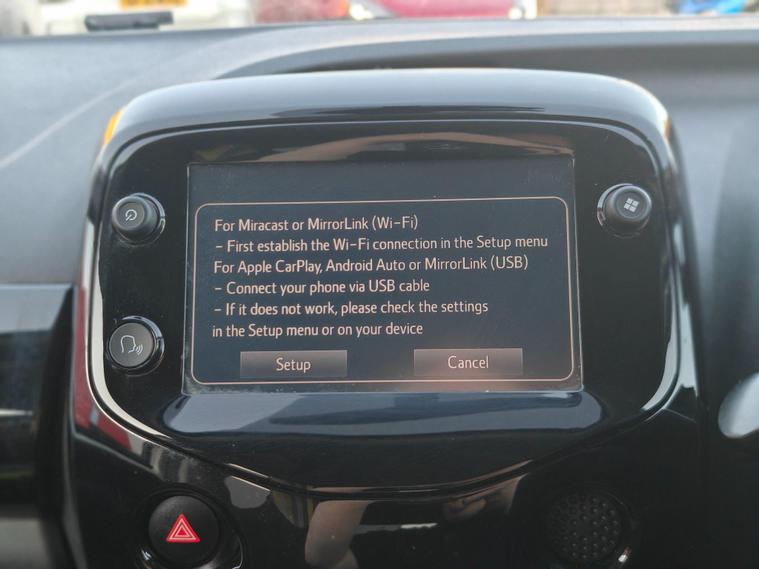 For Miracast or MirrorLink (Wi-Fi)
- First establish the Wi-Fi connection in the Setup menu
For Apple CarPlay, Android Auto or MirrorLink (USB)
- Connect your phone via USB cable
- If it does not work, please check the settings
in the Setup menu or on your device
Setup
Cancel